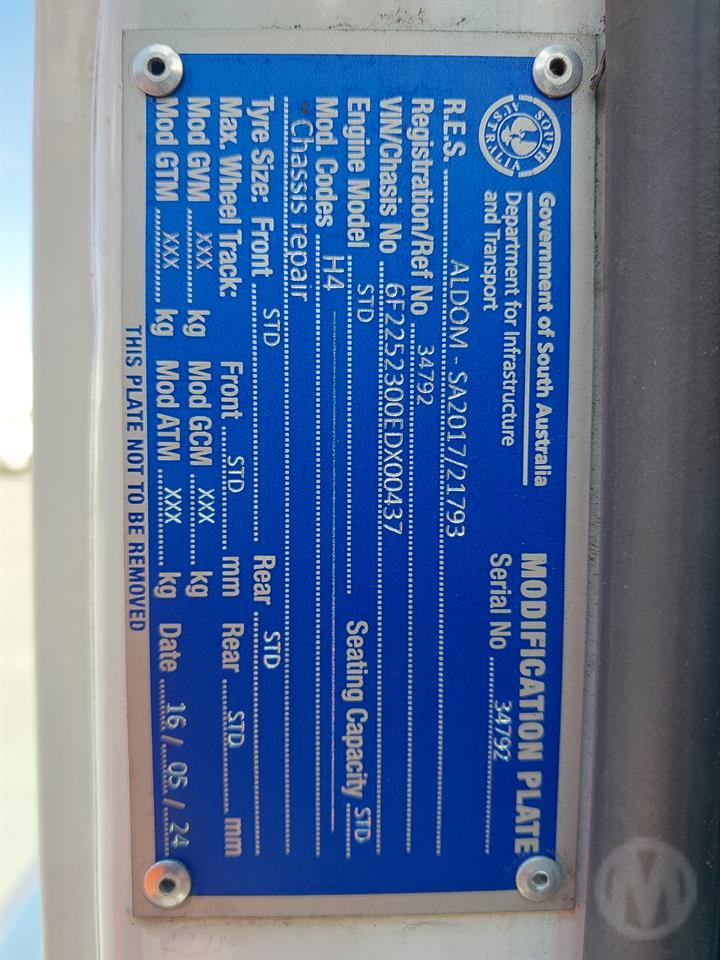 SOUTH AUSTRALIA
Government of South Australia
Department for Infrastructure
and Transport
MODIFICATION PLATE
Serial No 34792
R.E.S. ALDOM - SA2017/21793
Registration/Ref No 34792
VIN/Chasis No 6F2252300EDX00437
Engine Model STD Seating Capacity STD
Mod. Codes H4
Chassis repair
Tyre Size: Front STD Rear STD
Max. Wheel Track: Front STD mm Rear STD mm
Mod GVM XXX kg Mod GCM XXX kg
Mod GTM XXX kg Mod ATM XXX kg Date 16 / 05 / 24
THIS PLATE NOT TO BE REMOVED
M